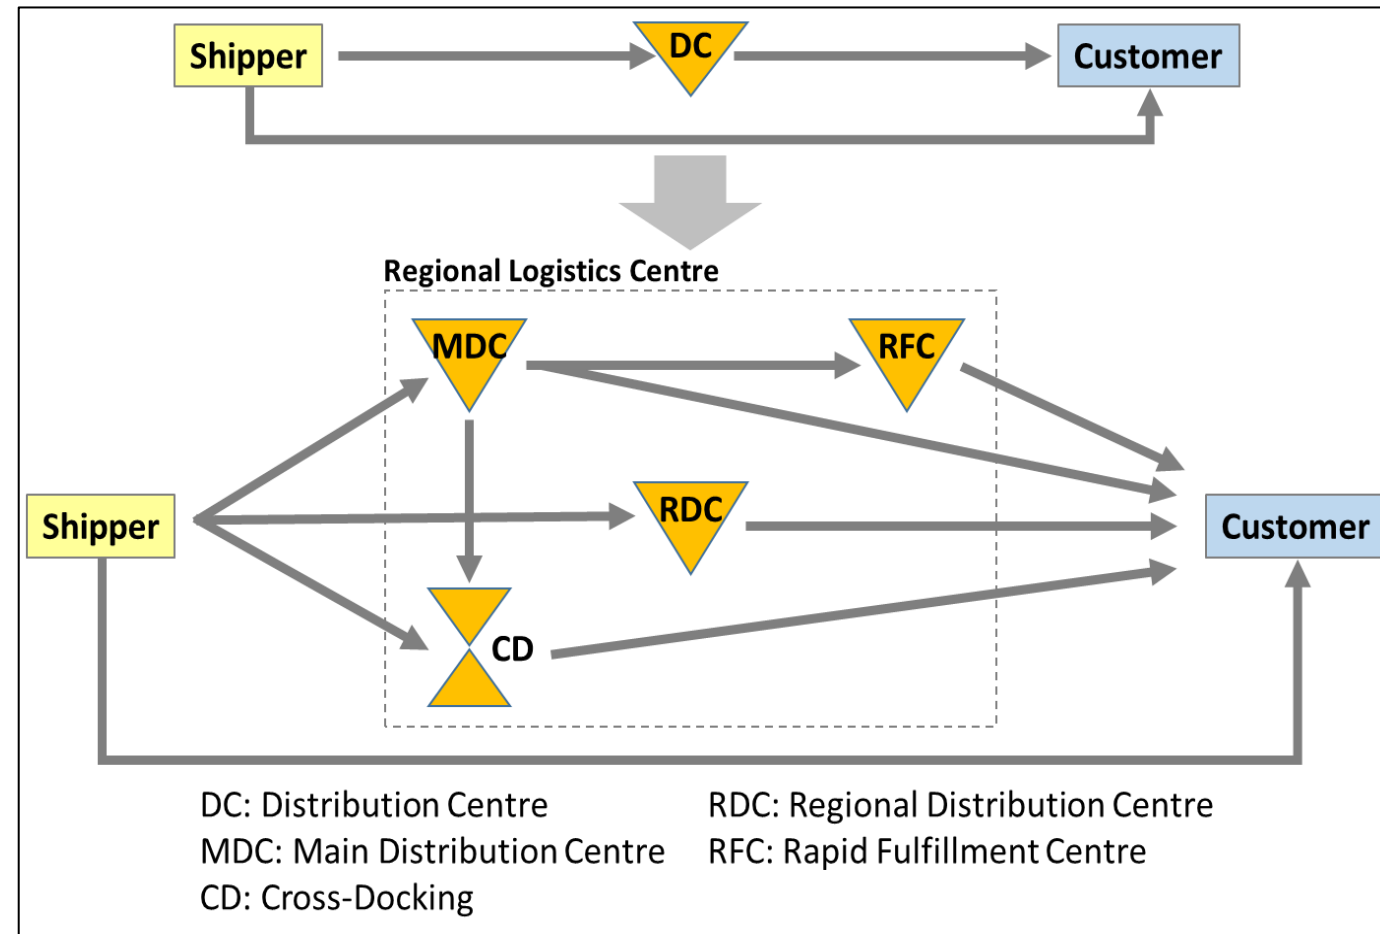 Shipper
DC
Customer
Regional Logistics Centre
MDC
RFC
Shipper
RDC
Customer
CD
DC: Distribution Centre
RDC: Regional Distribution Centre
MDC: Main Distribution Centre
RFC: Rapid Fulfillment Centre
CD: Cross-Docking